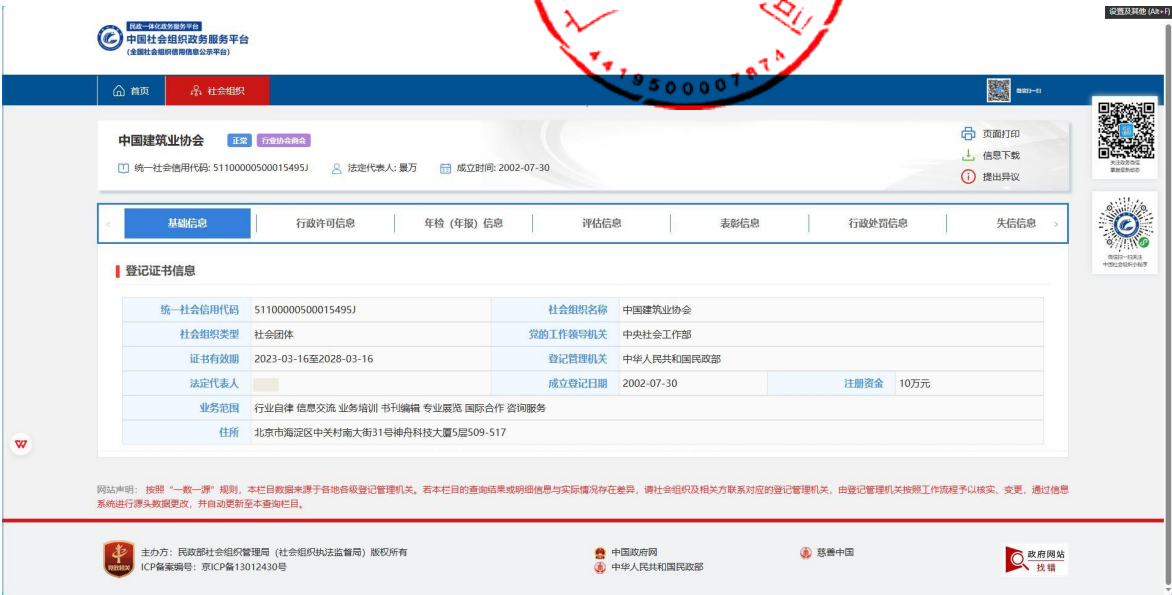 设置及其他 (Alt+F)
民政一体化政务服务平台
中国社会组织政务服务平台
(全国社会组织信用信息公示平台)
4419500007874
首页
社会组织
微信扫一扫
中国建筑业协会
正常
行业协会商会
统一社会信用代码: 51100000500015495J
法定代表人: 景万
成立时间: 2002-07-30
页面打印
信息下载
提出异议
基础信息
行政许可信息
年检（年报）信息
评估信息
表彰信息
行政处罚信息
失信信息
登记证书信息
统一社会信用代码 51100000500015495J 社会组织名称 中国建筑业协会
社会组织类型 社会团体 党的工作领导机关 中央社会工作部
证书有效期 2023-03-16至2028-03-16 登记管理机关 中华人民共和国民政部
法定代表人 成立登记日期 2002-07-30 注册资金 10万元
业务范围 行业自律 信息交流 业务培训 书刊编辑 专业展览 国际合作 咨询服务
住所 北京市海淀区中关村南大街31号神舟科技大厦5层509-517
网站声明： 按照“一数一源”规则，本栏目数据来源于各地各级登记管理机关。若本栏目的查询结果或明细信息与实际情况存在差异，请社会组织及相关方联系对应的登记管理机关，由登记管理机关按照工作流程予以核实、变更，通过信息
系统进行源头数据更改，并自动更新至本查询栏目。
主办方：民政部社会组织管理局（社会组织执法监督局）版权所有
ICP备案编号：京ICP备13012430号
中国政府网
中华人民共和国民政部
慈善中国
政府网站
找错